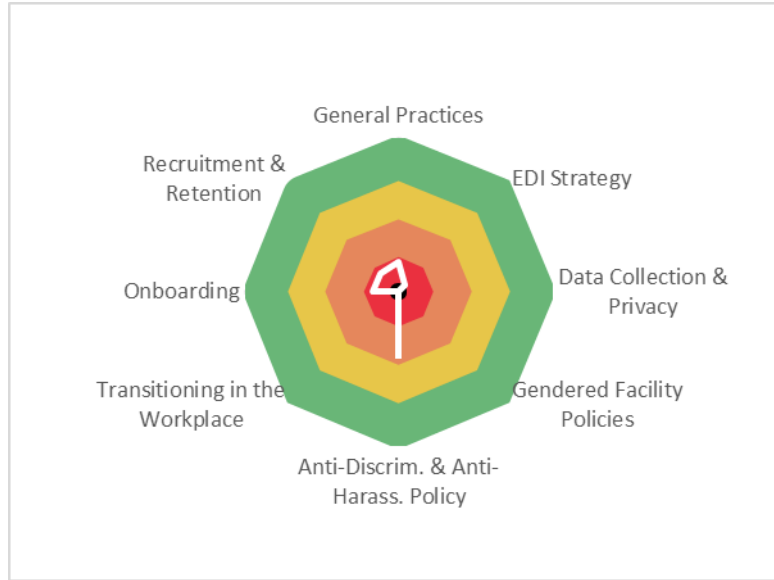 General Practices
Recruitment &
Retention
EDI Strategy
Onboarding
Data Collection &
Privacy
Transitioning in the
Workplace
Gendered Facility
Policies
Anti-Discrim. & Anti-
Harass. Policy